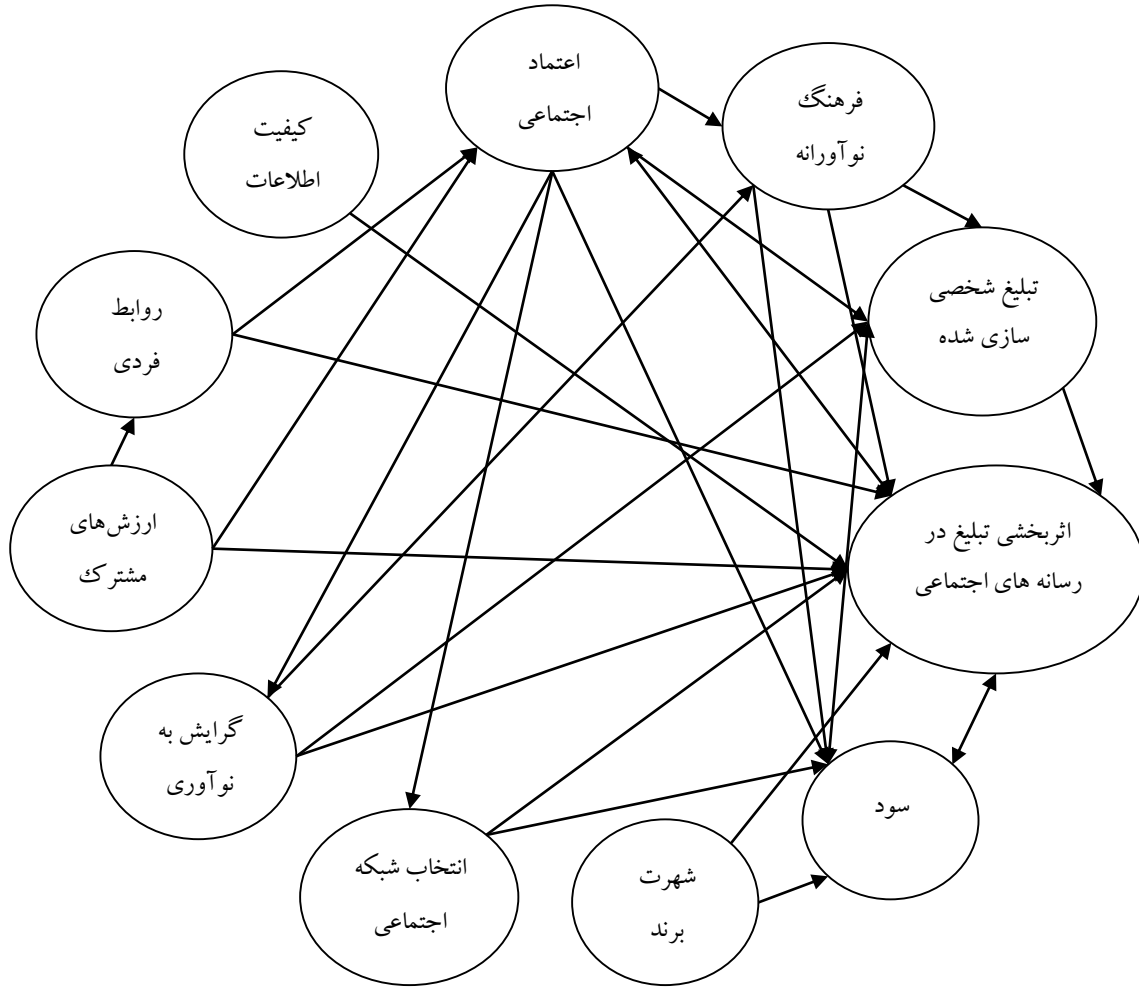 اعتماد
اجتماعی
فرهنگ
نوآورانه
کیفیت
اطلاعات
تبلیغ شخصی
سازی شده
روابط
فردی
ارزش‌های
مشترک
اثربخشی تبلیغ در
رسانه های اجتماعی
گرایش به
نوآوری
سود
انتخاب شبکه
اجتماعی
شهرت
برند